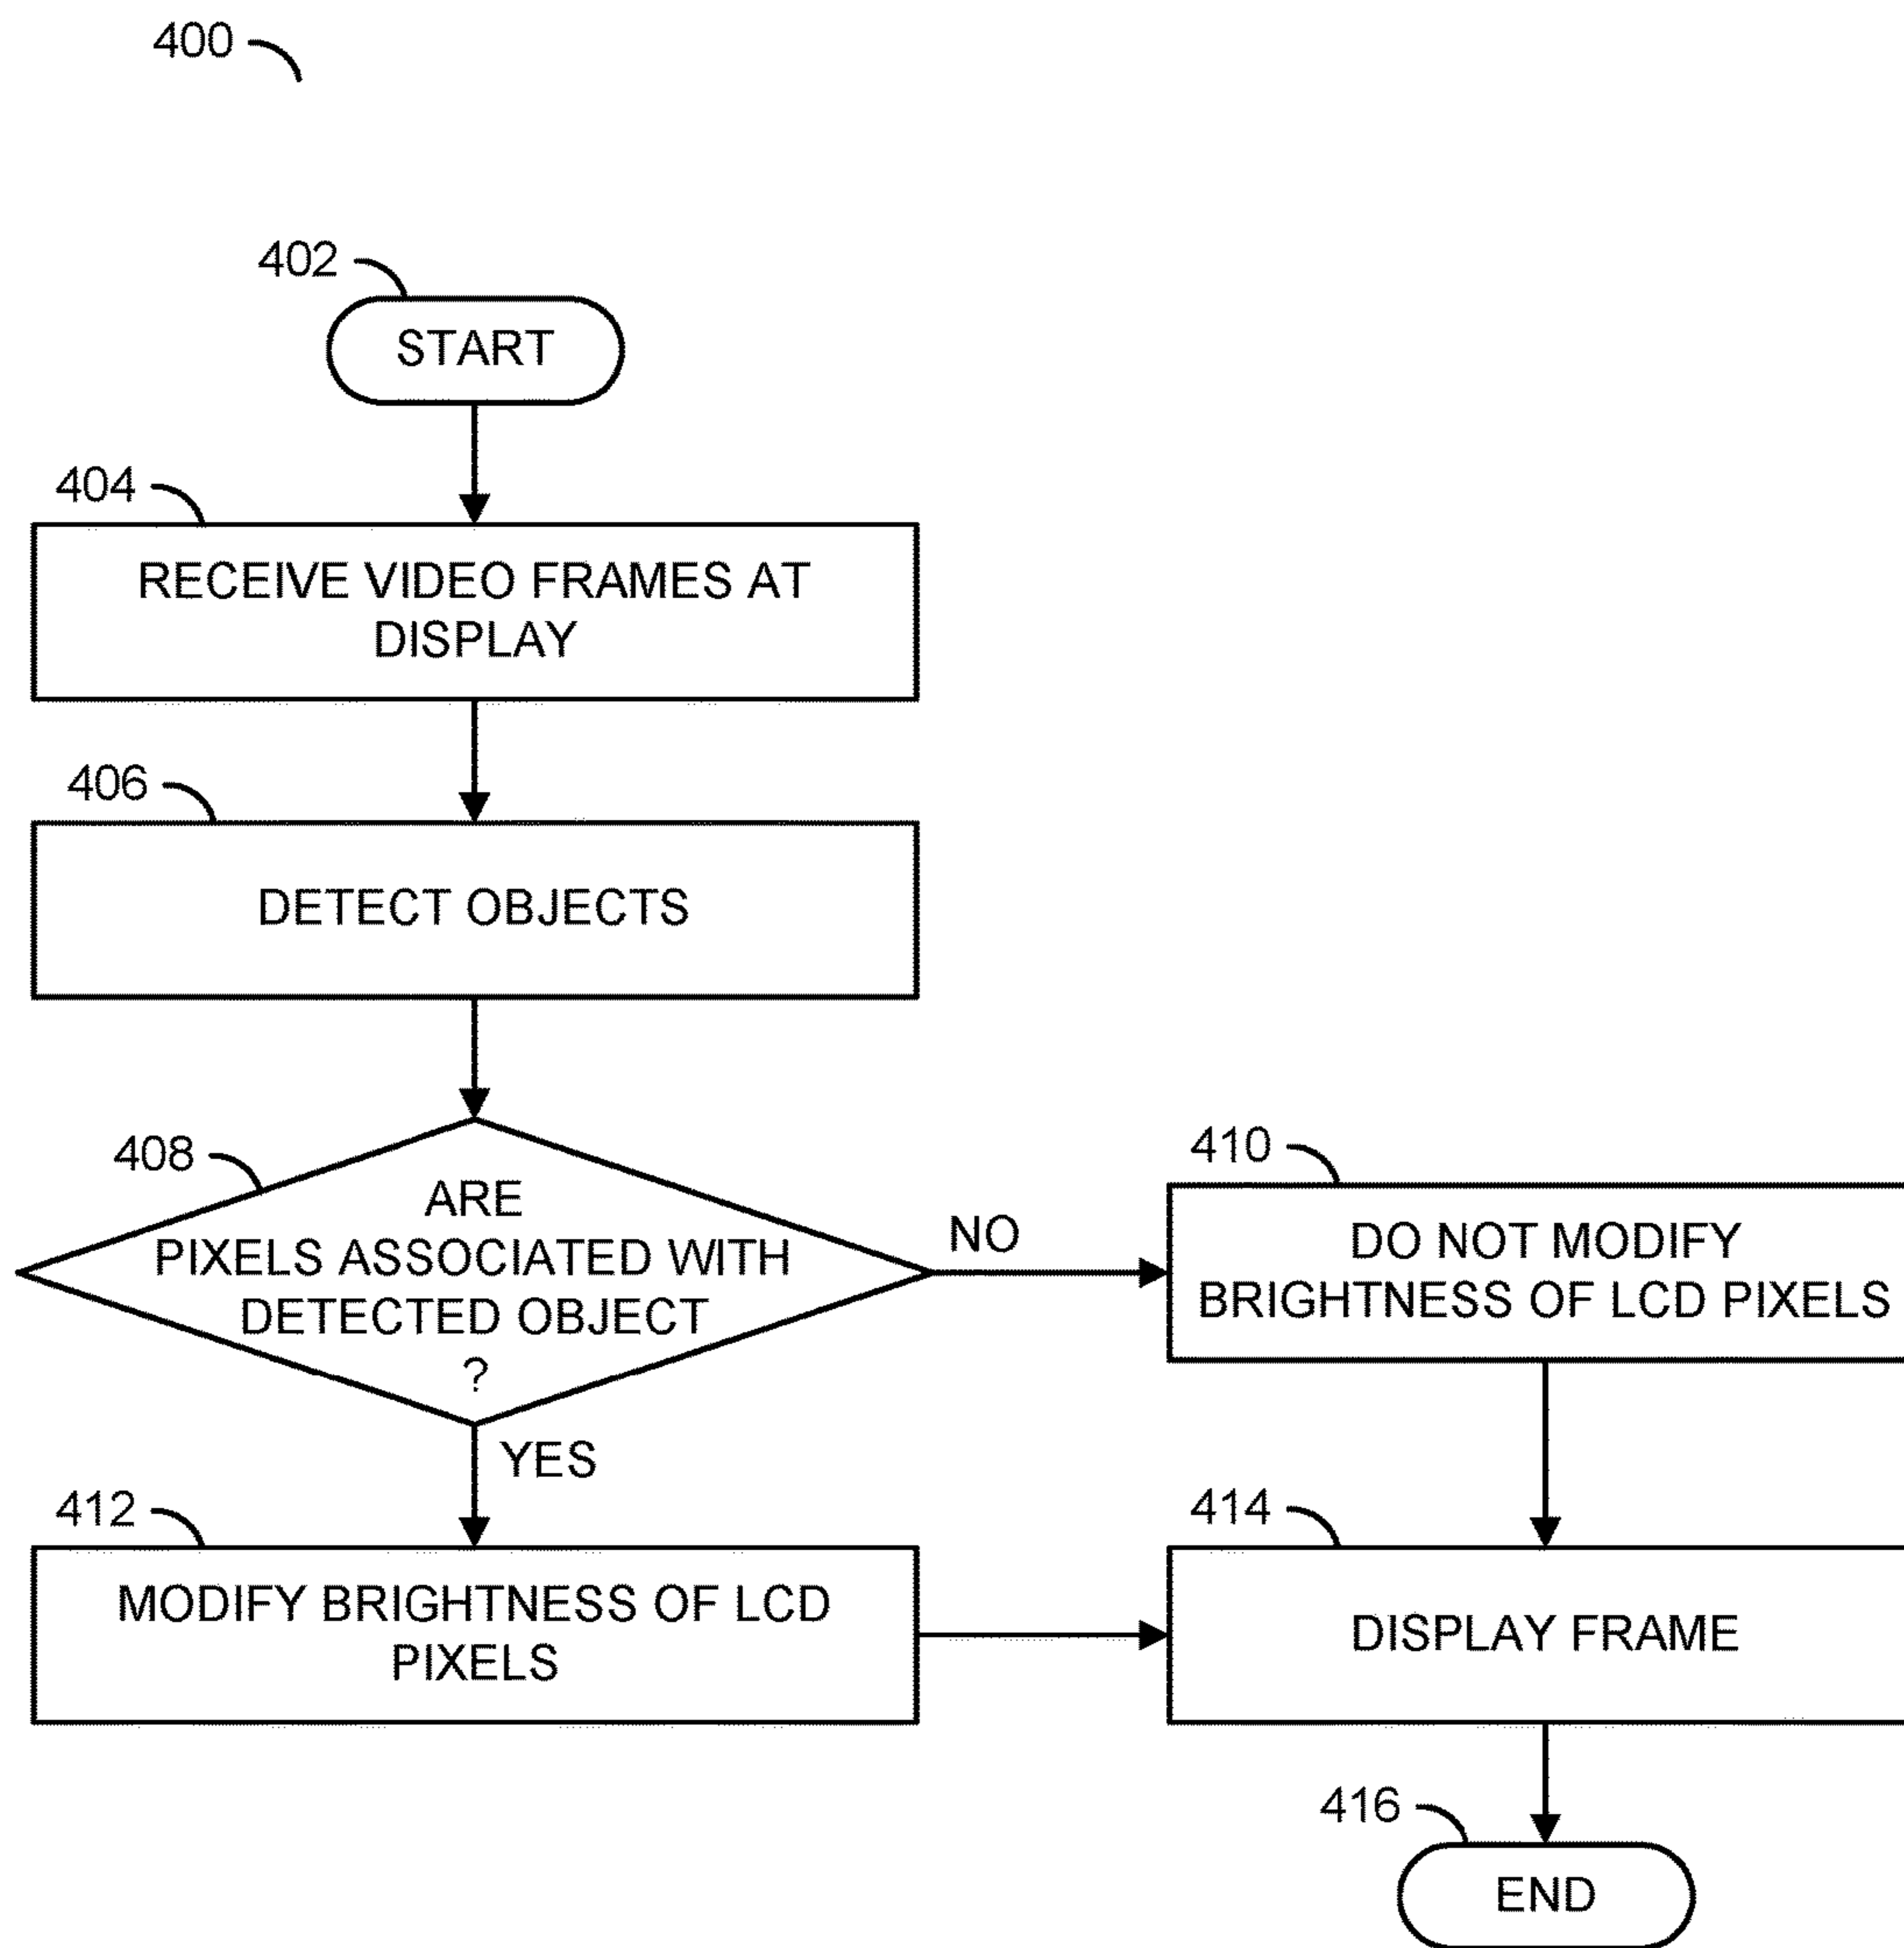 400
402
START
404
RECEIVE VIDEO FRAMES AT
DISPLAY
406
DETECT OBJECTS
408
ARE
PIXELS ASSOCIATED WITH
DETECTED OBJECT
?
NO
410
DO NOT MODIFY
BRIGHTNESS OF LCD PIXELS
YES
412
MODIFY BRIGHTNESS OF LCD
PIXELS
414
DISPLAY FRAME
416
END